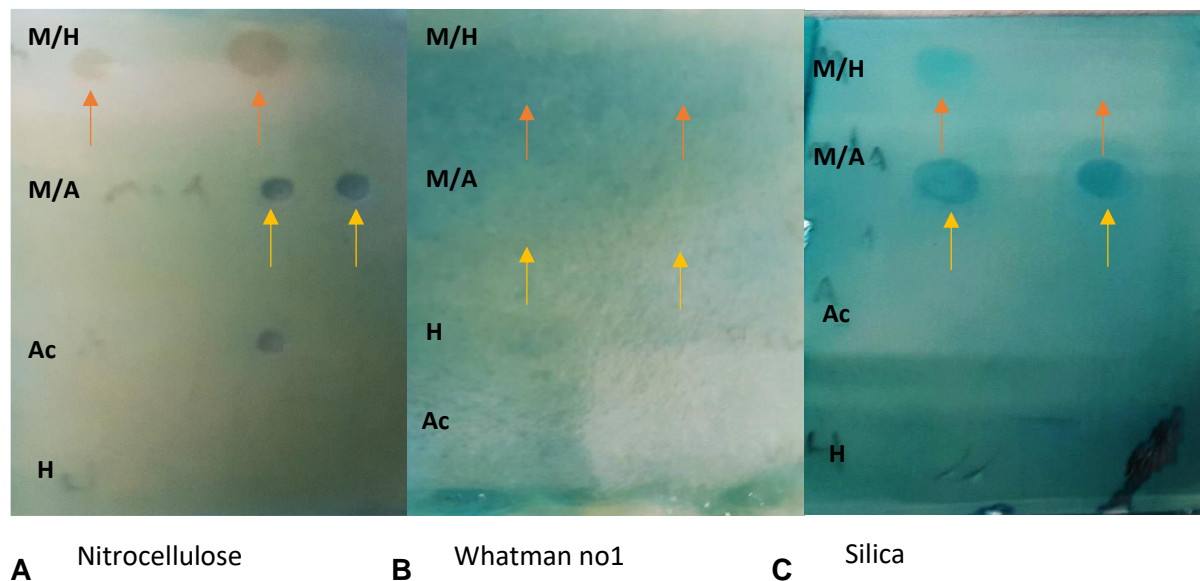 M/H
M/A
Ac
H
M/H
M/A
H
Ac
M/H
M/A
Ac
H
A Nitrocellulose
B Whatman no1
C Silica